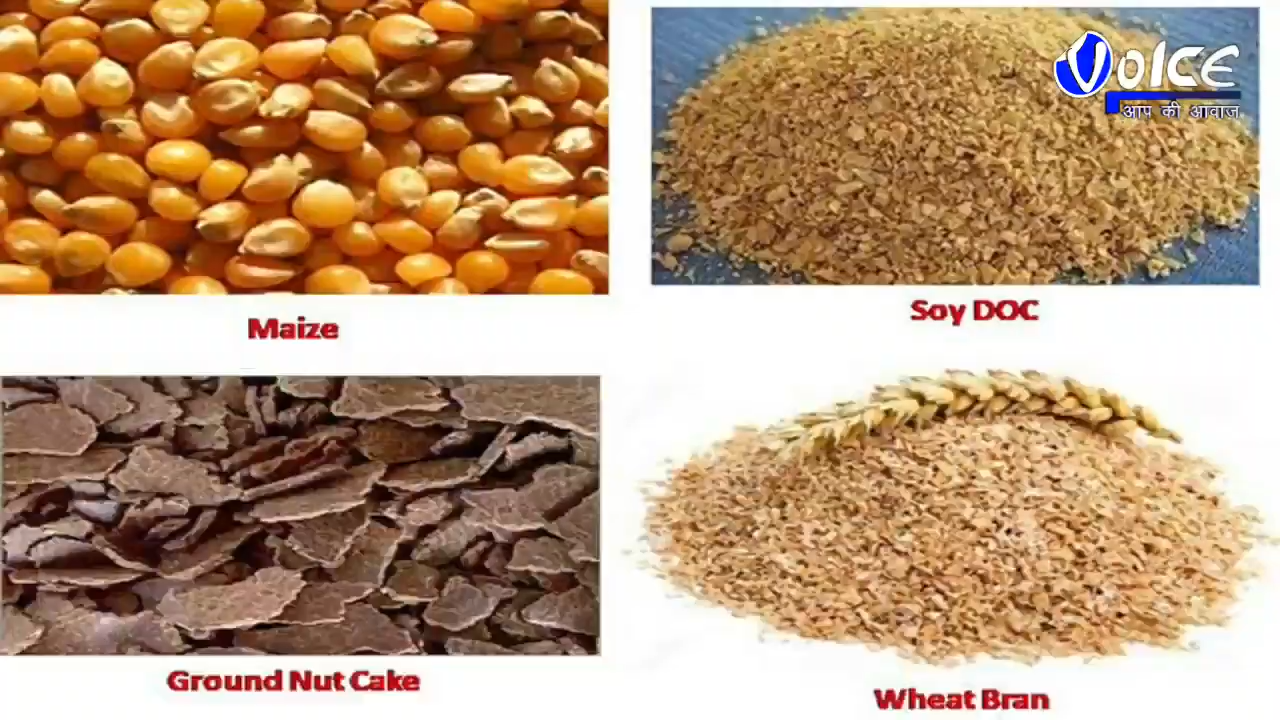 VOICE
आप की आवाज़
Maize
Soy DOC
Ground Nut Cake
Wheat Bran